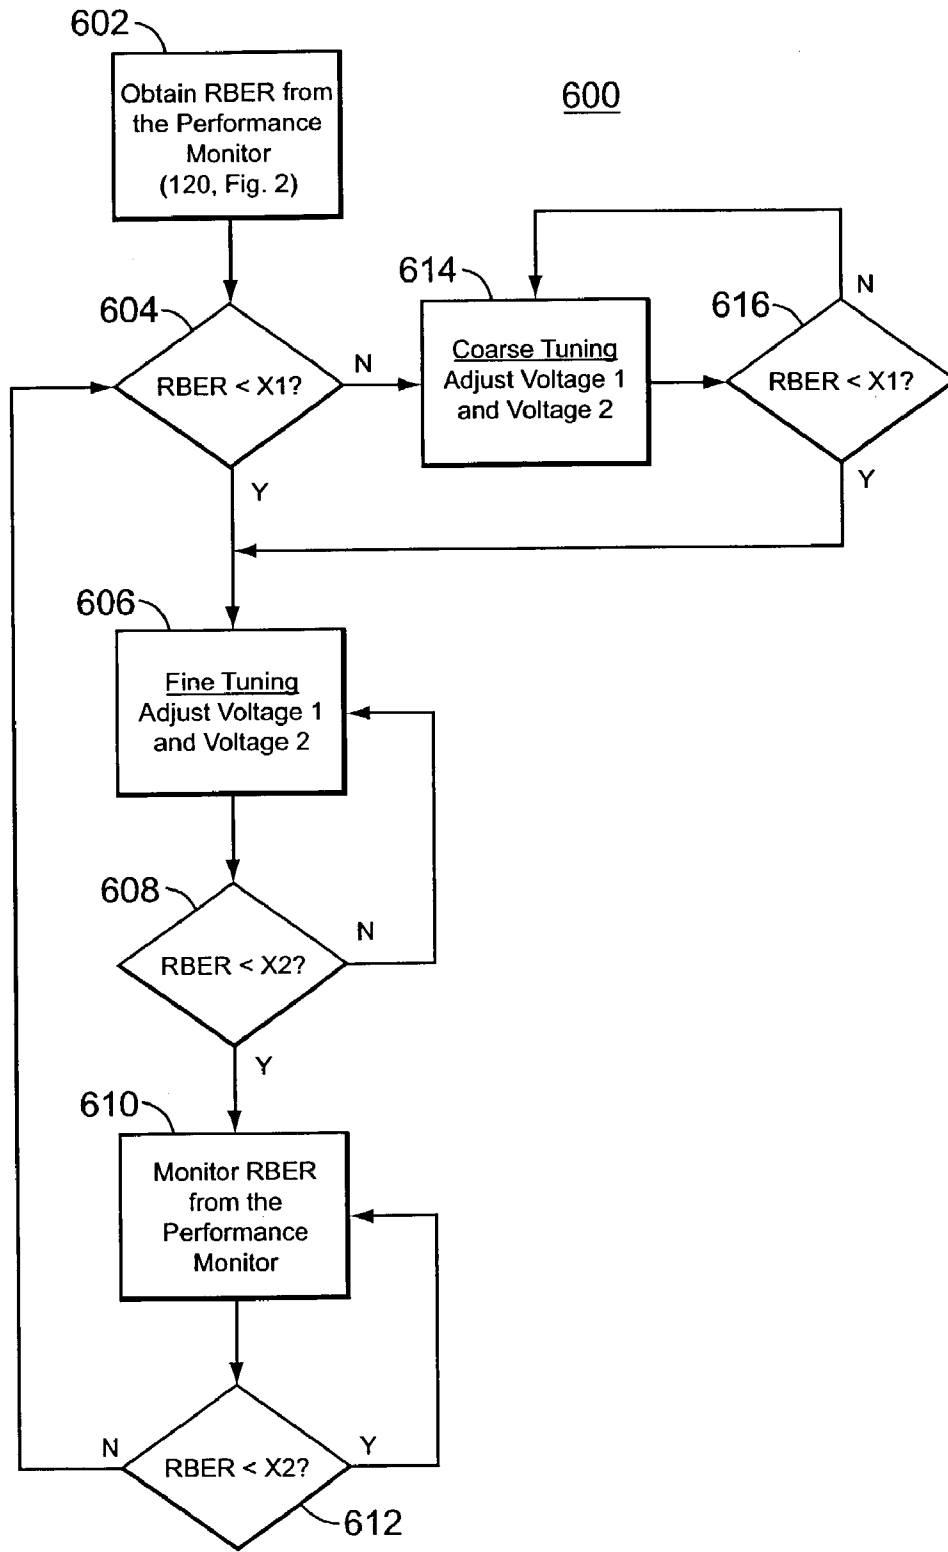 602
Obtain RBER from
the Performance
Monitor
(120, Fig. 2)
600
604
RBER < X1?
N
Y
614
Coarse Tuning
Adjust Voltage 1
and Voltage 2
616
RBER < X1?
N
Y
606
Fine Tuning
Adjust Voltage 1
and Voltage 2
608
RBER < X2?
N
Y
610
Monitor RBER
from the
Performance
Monitor
N
RBER < X2?
Y
612